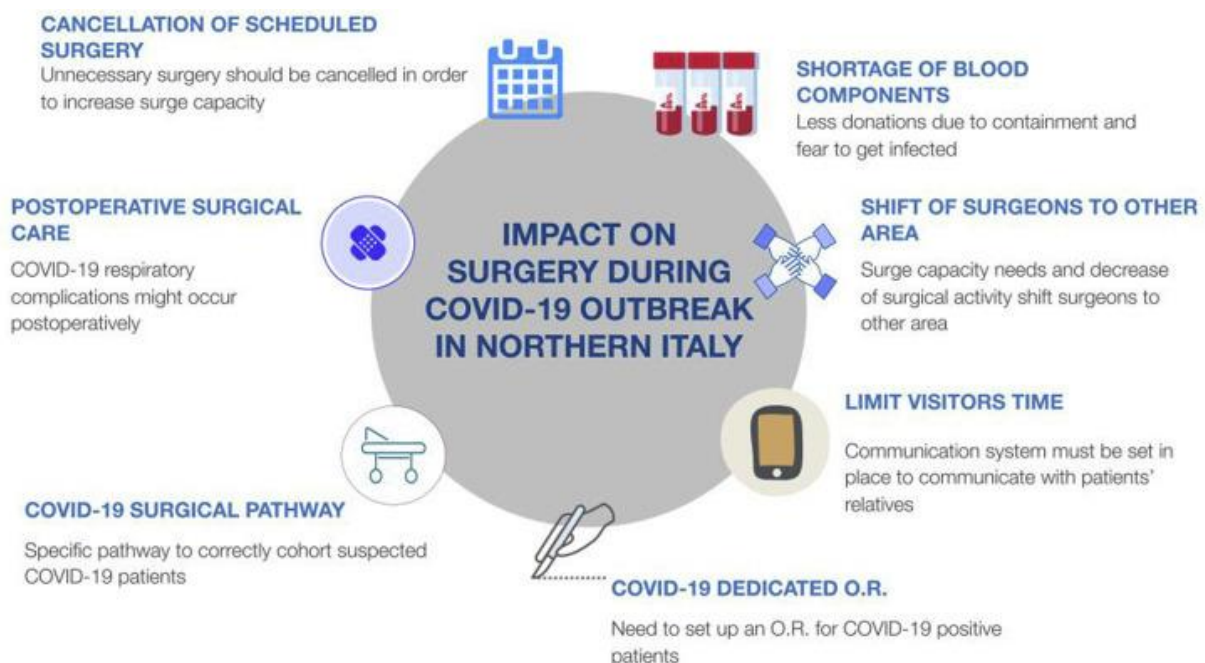 CANCELLATION OF SCHEDULED
SURGERY
Unnecessary surgery should be cancelled in order
to increase surge capacity
SHORTAGE OF BLOOD
COMPONENTS
Less donations due to containment and
fear to get infected
POSTOPERATIVE SURGICAL
CARE
COVID-19 respiratory
complications might occur
postoperatively
IMPACT ON
SURGERY DURING
COVID-19 OUTBREAK
IN NORTHERN ITALY
SHIFT OF SURGEONS TO OTHER
AREA
Surge capacity needs and decrease
of surgical activity shift surgeons to
other area
LIMIT VISITORS TIME
Communication system must be set in
place to communicate with patients'
relatives
COVID-19 SURGICAL PATHWAY
Specific pathway to correctly cohort suspected
COVID-19 patients
COVID-19 DEDICATED O.R.
Need to set up an O.R. for COVID-19 positive
patients